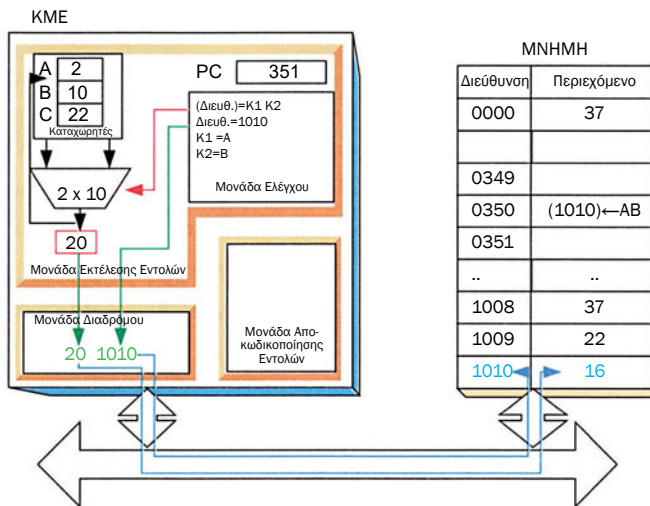 ΚΜΕ
A 2
B 10
C 22
Καταχωρητές
PC 351
(Διευθ.)=Κ1 Κ2
Διευθ.=1010
Κ1 =Α
Κ2=Β
Μονάδα Ελέγχου
2 x 10
20
Μονάδα Εκτέλεσης Εντολών
Μονάδα Διαδρόμου
20 1010
Μονάδα Απο-
κωδικοποίησης
Εντολών
ΜΝΗΜΗ
Διεύθυνση Περιεχόμενο
0000 37
0349
0350 (1010)←AB
0351
.. ..
1008 37
1009 22
1010 16